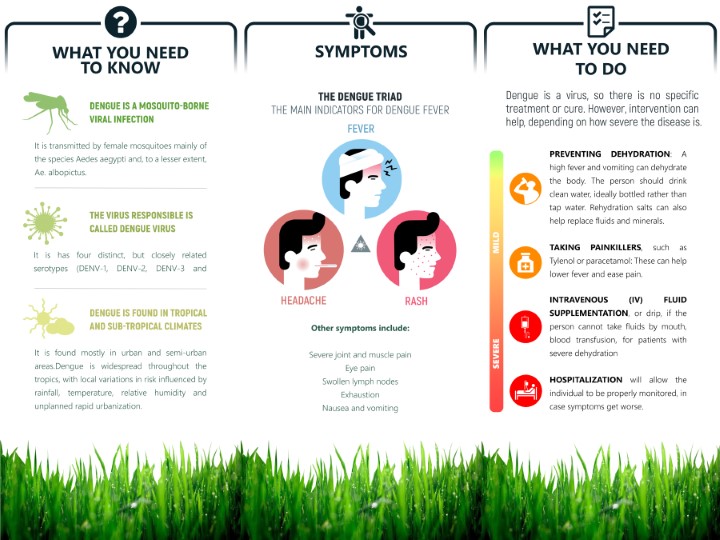 WHAT YOU NEED
TO KNOW
DENGUE IS A MOSQUITO-BORNE
VIRAL INFECTION
It is transmitted by female mosquitoes mainly of
the species Aedes aegypti and, to a lesser extent,
Ae. albopictus.
THE VIRUS RESPONSIBLE IS
CALLED DENGUE VIRUS
It is has four distinct, but closely related
serotypes (DENV-1, DENV-2, DENV-3 and
DENGUE IS FOUND IN TROPICAL
AND SUB-TROPICAL CLIMATES
It is found mostly in urban and semi-urban
areas.Dengue is widespread throughout the
tropics, with local variations in risk influenced by
rainfall, temperature, relative humidity and
unplanned rapid urbanization.
SYMPTOMS
THE DENGUE TRIAD
THE MAIN INDICATORS FOR DENGUE FEVER
FEVER
HEADACHE
RASH
Other symptoms include:
Severe joint and muscle pain
Eye pain
Swollen lymph nodes
Exhaustion
Nausea and vomiting
WHAT YOU NEED
TO DO
Dengue is a virus, so there is no specific
treatment or cure. However, intervention can
help, depending on how severe the disease is.
MILD
SEVERE
PREVENTING DEHYDRATION: A
high fever and vomiting can dehydrate
the body. The person should drink
clean water, ideally bottled rather than
tap water. Rehydration salts can also
help replace fluids and minerals.
TAKING PAINKILLERS, such as
Tylenol or paracetamol: These can help
lower fever and ease pain.
INTRAVENOUS (IV) FLUID
SUPPLEMENTATION, or drip, if the
person cannot take fluids by mouth,
blood transfusion, for patients with
severe dehydration
HOSPITALIZATION will allow the
individual to be properly monitored, in
case symptoms get worse.